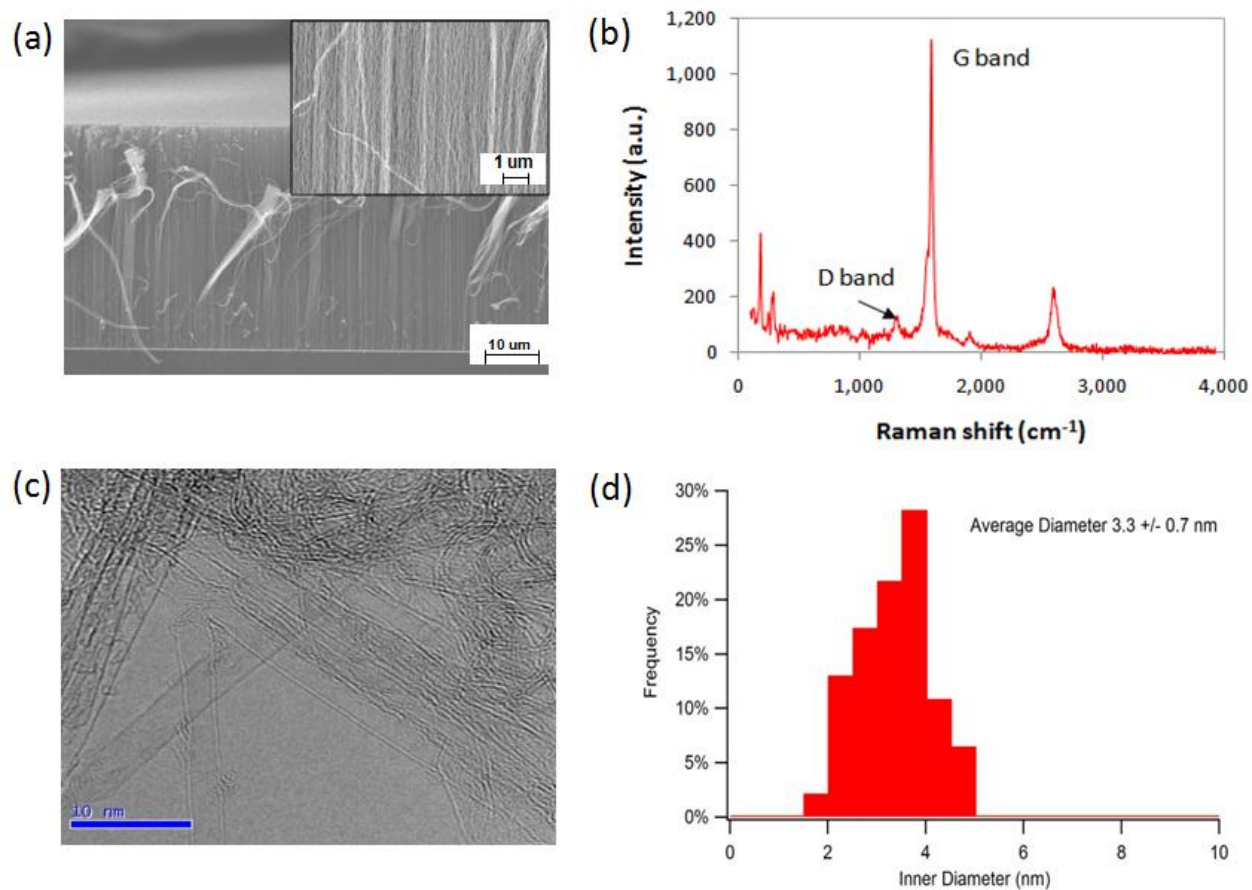 (a)
1 um
10 um
(b)
1,200
1,000
800
600
400
200
0
Intensity (a.u.)
G band
D band
0
1,000
2,000
3,000
4,000
Raman shift (cm⁻¹)
(c)
10 nm
(d)
30%
25%
20%
15%
10%
5%
0%
Frequency
Average Diameter 3.3 +/- 0.7 nm
0
2
4
6
8
10
Inner Diameter (nm)